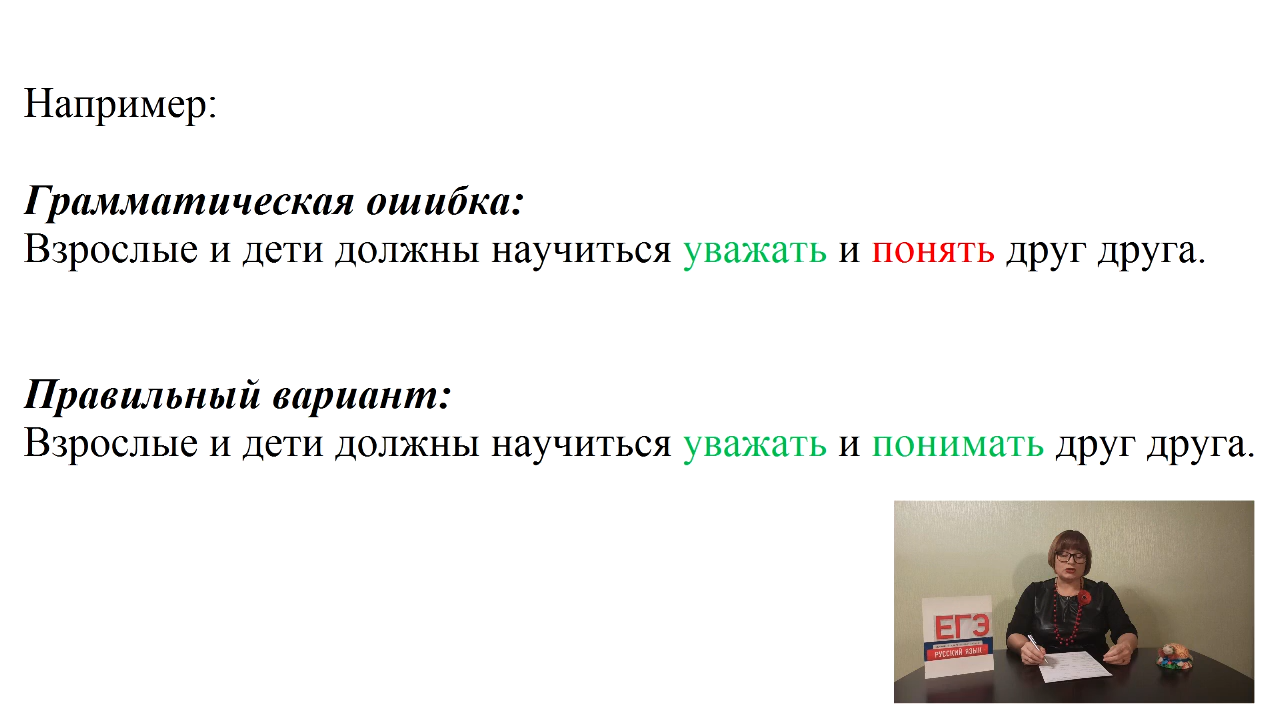 Например:
Грамматическая ошибка:
Взрослые и дети должны научиться уважать и понять друг друга.
Правильный вариант:
Взрослые и дети должны научиться уважать и понимать друг друга.
ЕГЭ
РУССКИЙ ЯЗЫК